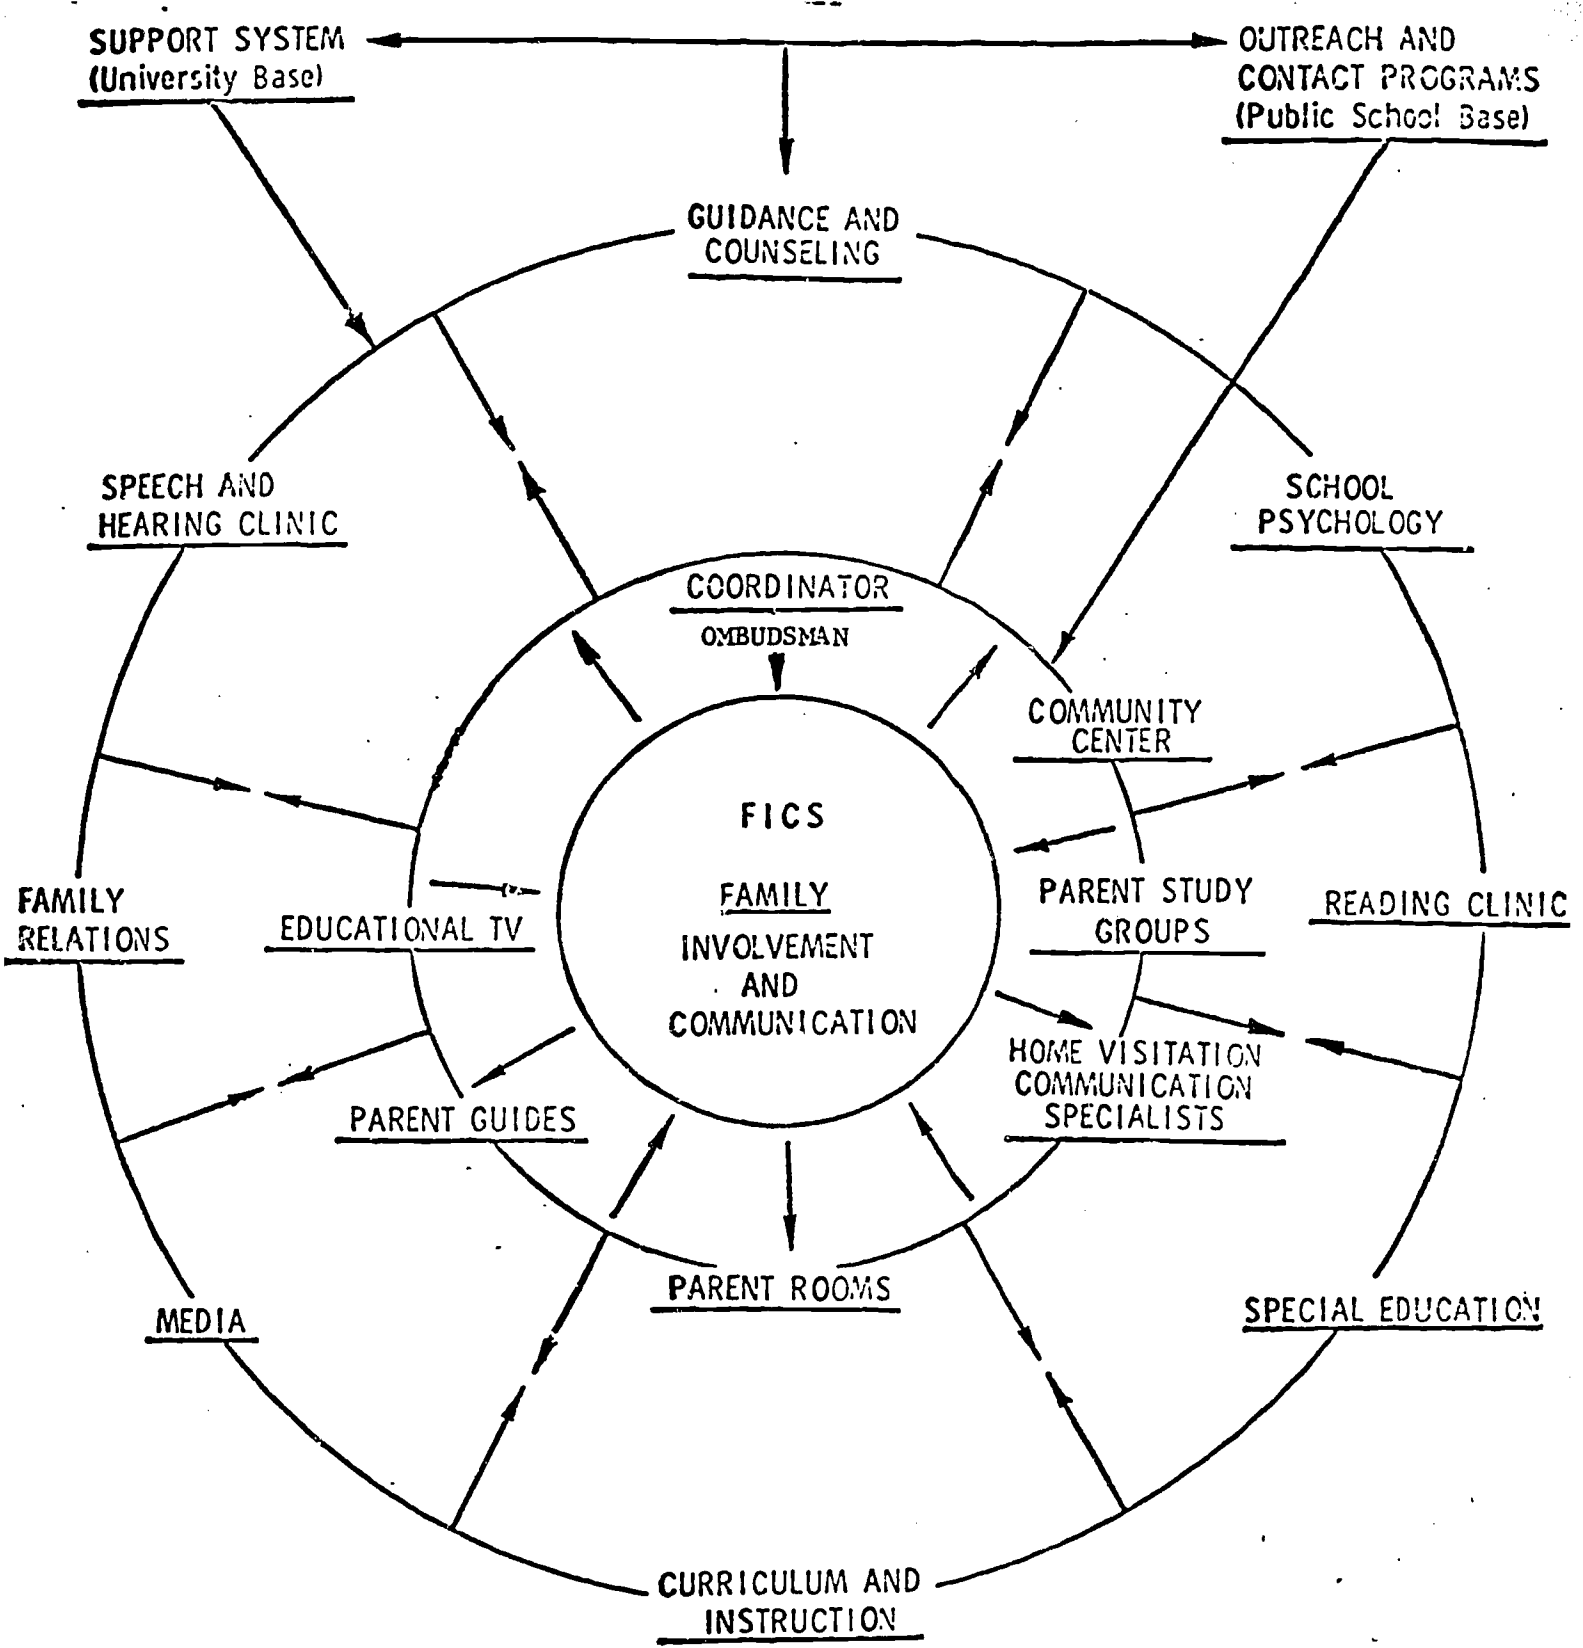 SUPPORT SYSTEM
(University Base)
OUTREACH AND
CONTACT PROGRAMS
(Public School Base)
GUIDANCE AND
COUNSELING
SPEECH AND
HEARING CLINIC
SCHOOL
PSYCHOLOGY
COORDINATOR
OMBUDSMAN
COMMUNITY
CENTER
FICS
FAMILY
INVOLVEMENT
AND
COMMUNICATION
PARENT STUDY
GROUPS
READING CLINIC
FAMILY
RELATIONS
EDUCATIONAL TV
HOME VISITATION
COMMUNICATION
SPECIALISTS
PARENT GUIDES
PARENT ROOMS
MEDIA
SPECIAL EDUCATION
CURRICULUM AND
INSTRUCTION